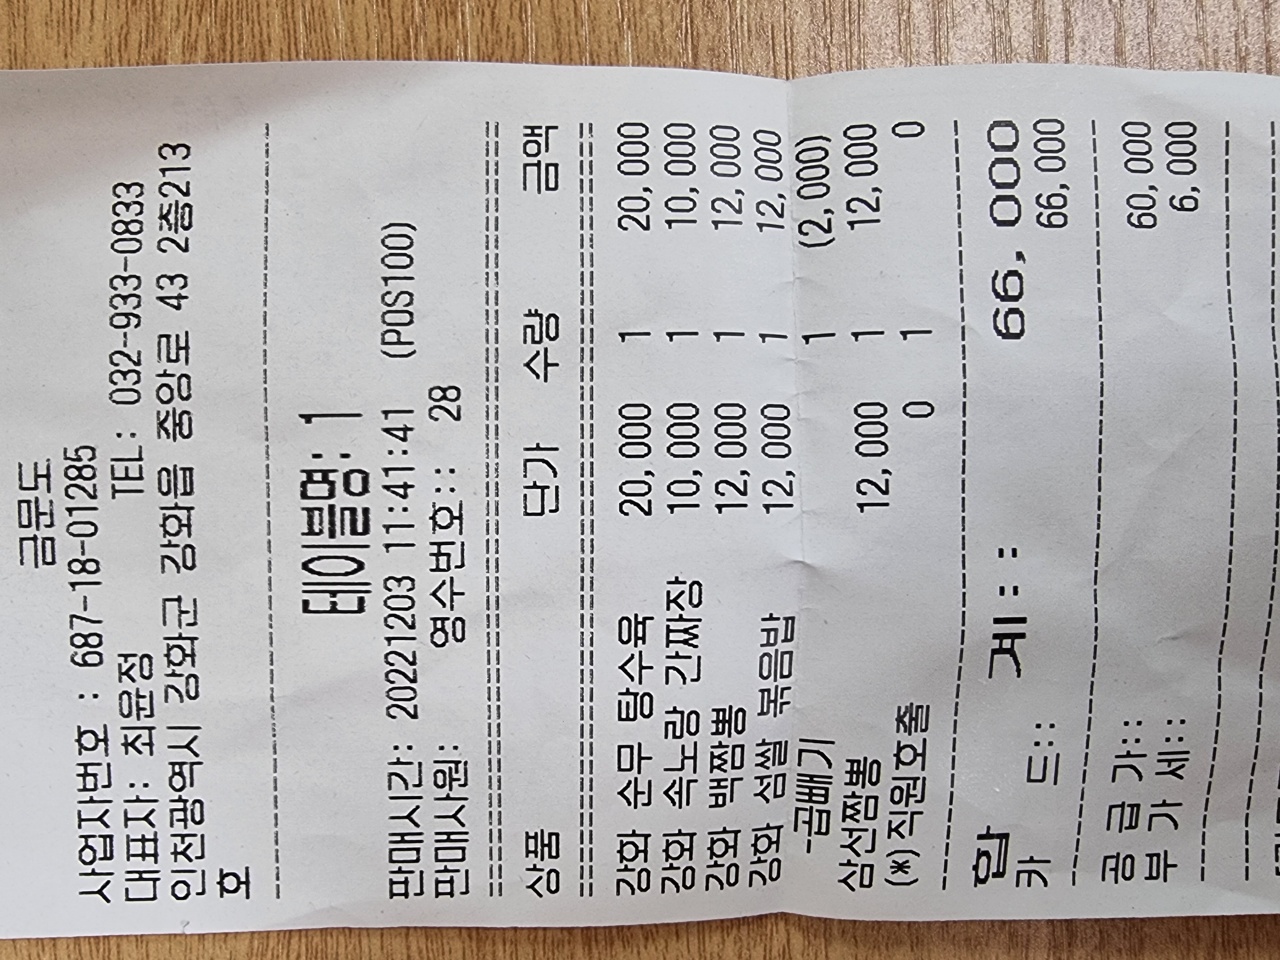 금문도
사업자번호 : 687-18-01285
대표자: 최윤정 TEL: 032-933-0833
인천광역시 강화군 강화읍 중앙로 43 2층213
호
테이블명: 1
판매시간: 20221203 11:41:41 (POS100)
판매사원: 영수번호:: 28
상품 단가 수량 금액
강화 순무 탕수육 20,000 1 20,000
강화 속노랑 간짜장 10,000 1 10,000
강화 백짬뽕 12,000 1 12,000
강화 섬쌀 볶음밥 12,000 1 12,000
-곱빼기 1 (2,000)
삼선짬뽕 12,000 1 12,000
(*)직원호출 0 1 0
합 계:: 66,000
카 드:: 66,000
공 급 가:: 60,000
부 가 세:: 6,000